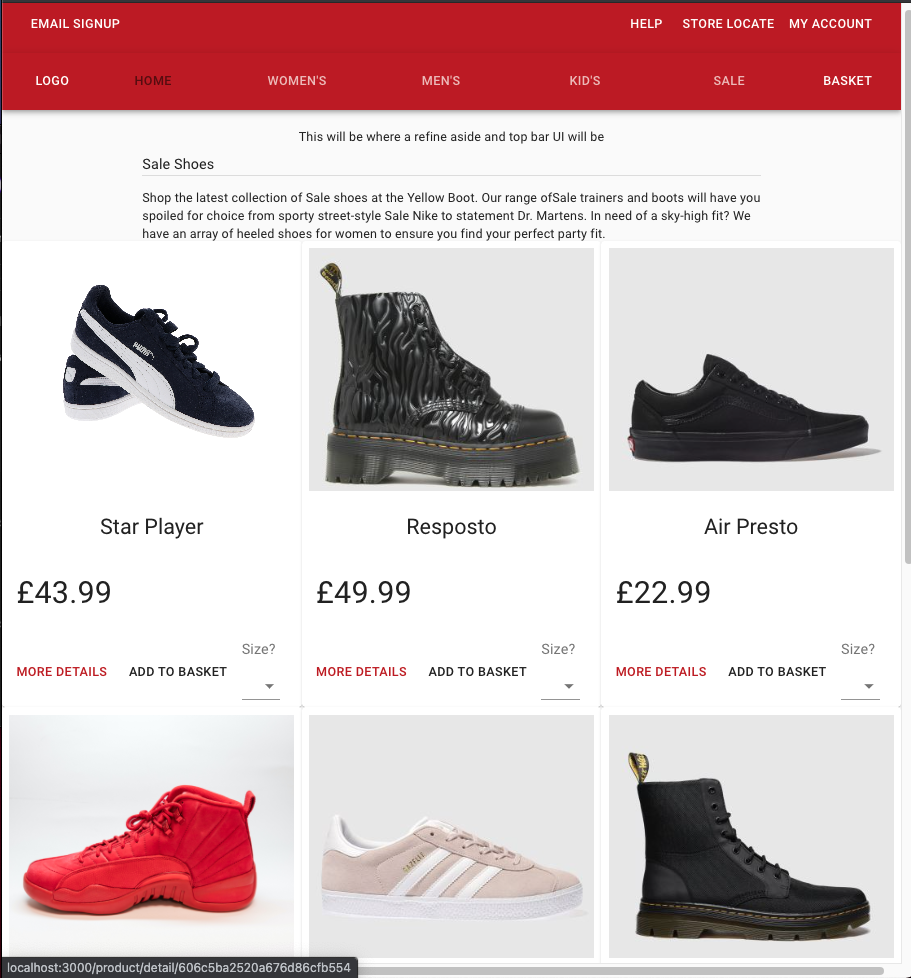 EMAIL SIGNUP HELP STORE LOCATE MY ACCOUNT
LOGO HOME WOMEN'S MEN'S KID'S SALE BASKET
This will be where a refine aside and top bar UI will be
Sale Shoes
Shop the latest collection of Sale shoes at the Yellow Boot. Our range ofSale trainers and boots will have you
spoiled for choice from sporty street-style Sale Nike to statement Dr. Martens. In need of a sky-high fit? We
have an array of heeled shoes for women to ensure you find your perfect party fit.
Star Player Resposto Air Presto
£43.99 £49.99 £22.99
Size? Size? Size?
MORE DETAILS ADD TO BASKET MORE DETAILS ADD TO BASKET MORE DETAILS ADD TO BASKET
GAZELLE
localhost:3000/product/detail/606c5ba2520a676d86cfb554